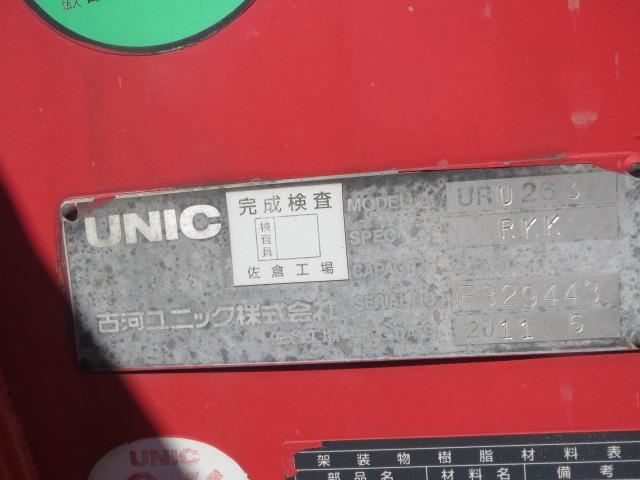 法人
UNIC
完成検査
検査員
佐倉工場
MODEL URU263
SPEC. RKK
CAPACITY
SERIAL NO. F329443
2011 6
古河ユニック株式会社
UNIC
架装物樹脂材料表
部品名 材料名 備考